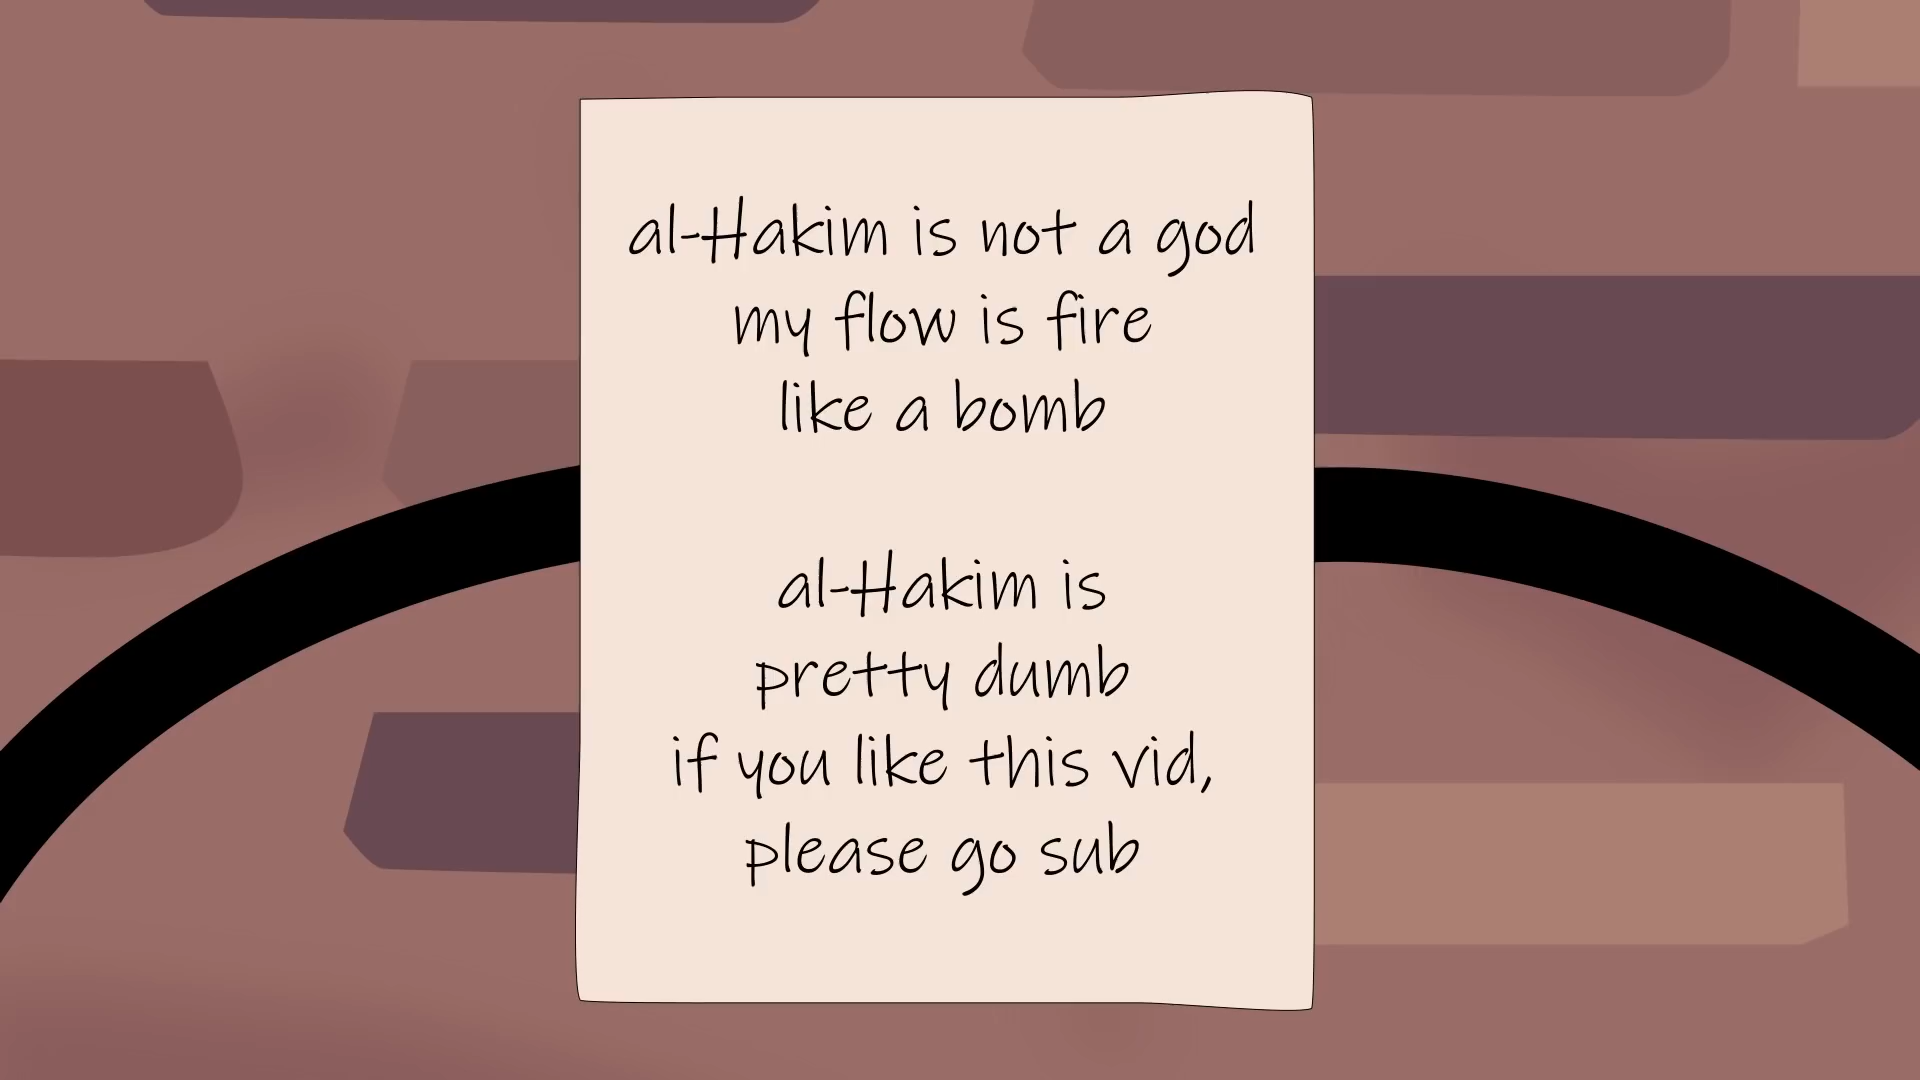 al-Hakim is not a god
my flow is fire
like a bomb
al-Hakim is
pretty dumb
if you like this vid,
please go sub